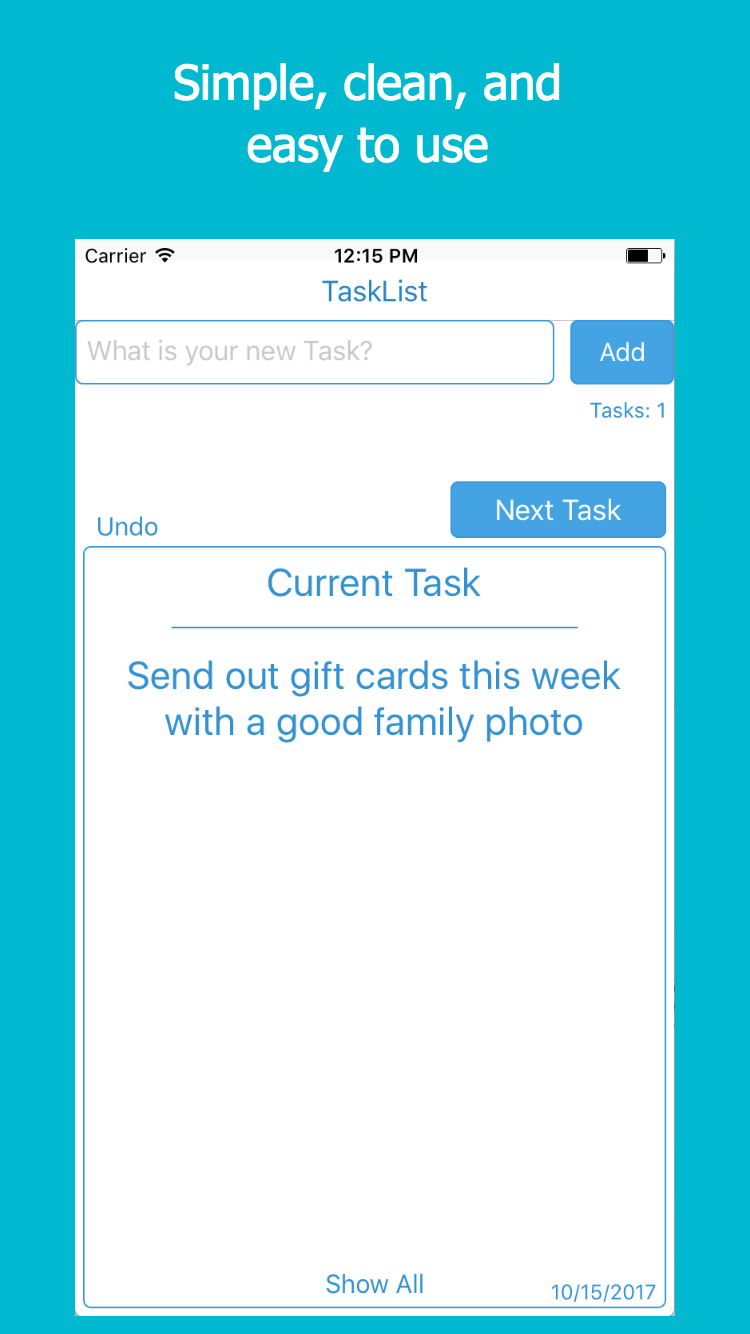 Simple, clean, and
easy to use
Carrier
12:15 PM
TaskList
What is your new Task?
Add
Tasks: 1
Undo
Next Task
Current Task
Send out gift cards this week
with a good family photo
Show All
10/15/2017